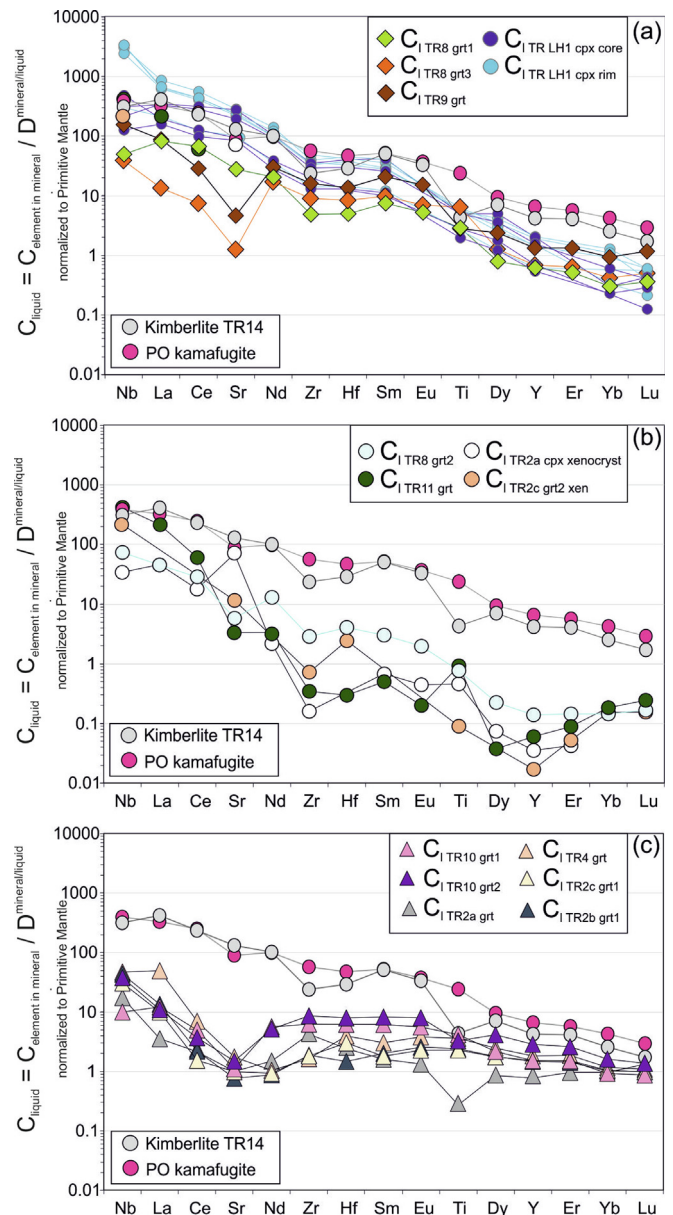 (a)
C liquid = C element in mineral / D mineral/liquid
normalized to Primitive Mantle
10000
1000
100
10
1
0.1
0.01
C I TR8 grt1
C I TR LH1 cpx core
C I TR8 grt3
C I TR LH1 cpx rim
C I TR9 grt
Kimberlite TR14
PO kamafugite
Nb La Ce Sr Nd Zr Hf Sm Eu Ti Dy Y Er Yb Lu
(b)
C liquid = C element in mineral / D mineral/liquid
normalized to Primitive Mantle
10000
1000
100
10
1
0.1
0.01
C I TR8 grt2
C I TR2a cpx xenocryst
C I TR11 grt
C I TR2c grt2 xen
Kimberlite TR14
PO kamafugite
Nb La Ce Sr Nd Zr Hf Sm Eu Ti Dy Y Er Yb Lu
(c)
C liquid = C element in mineral / D mineral/liquid
normalized to Primitive Mantle
10000
1000
100
10
1
0.1
0.01
C I TR10 grt1
C I TR4 grt
C I TR10 grt2
C I TR2c grt1
C I TR2a grt
C I TR2b grt1
Kimberlite TR14
PO kamafugite
Nb La Ce Sr Nd Zr Hf Sm Eu Ti Dy Y Er Yb Lu